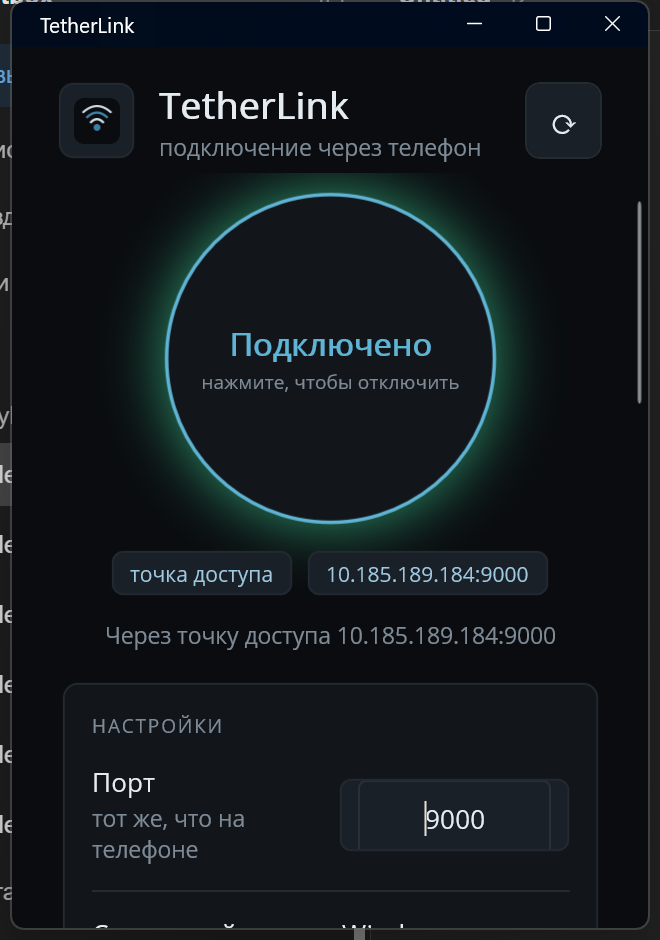 TetherLink
TetherLink
подключение через телефон
Подключено
нажмите, чтобы отключить
точка доступа
10.185.189.184:9000
Через точку доступа 10.185.189.184:9000
НАСТРОЙКИ
Порт
тот же, что на
телефоне
9000